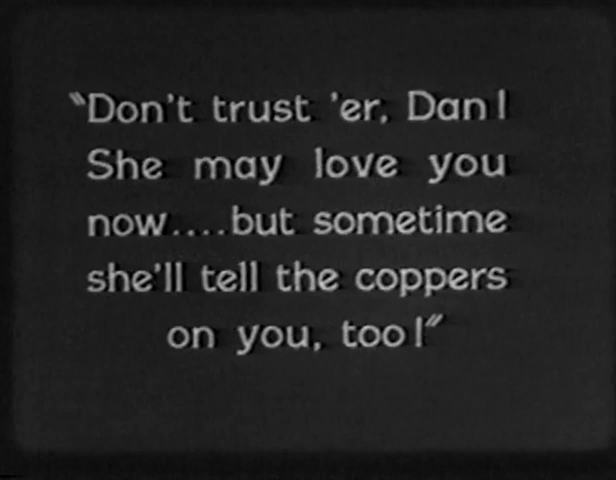 "Don't trust 'er, Dan!
She may love you
now....but sometime
she'll tell the coppers
on you, too!"